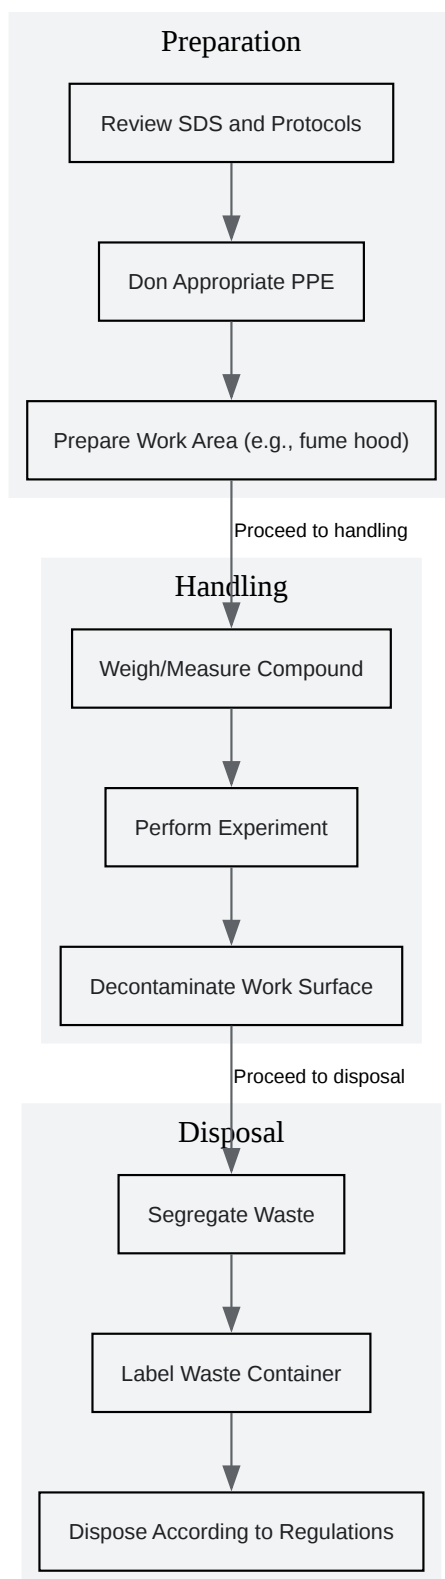 Preparation
Review SDS and Protocols
Don Appropriate PPE
Prepare Work Area (e.g., fume hood)
Proceed to handling
Handling
Weigh/Measure Compound
Perform Experiment
Decontaminate Work Surface
Proceed to disposal
Disposal
Segregate Waste
Label Waste Container
Dispose According to Regulations